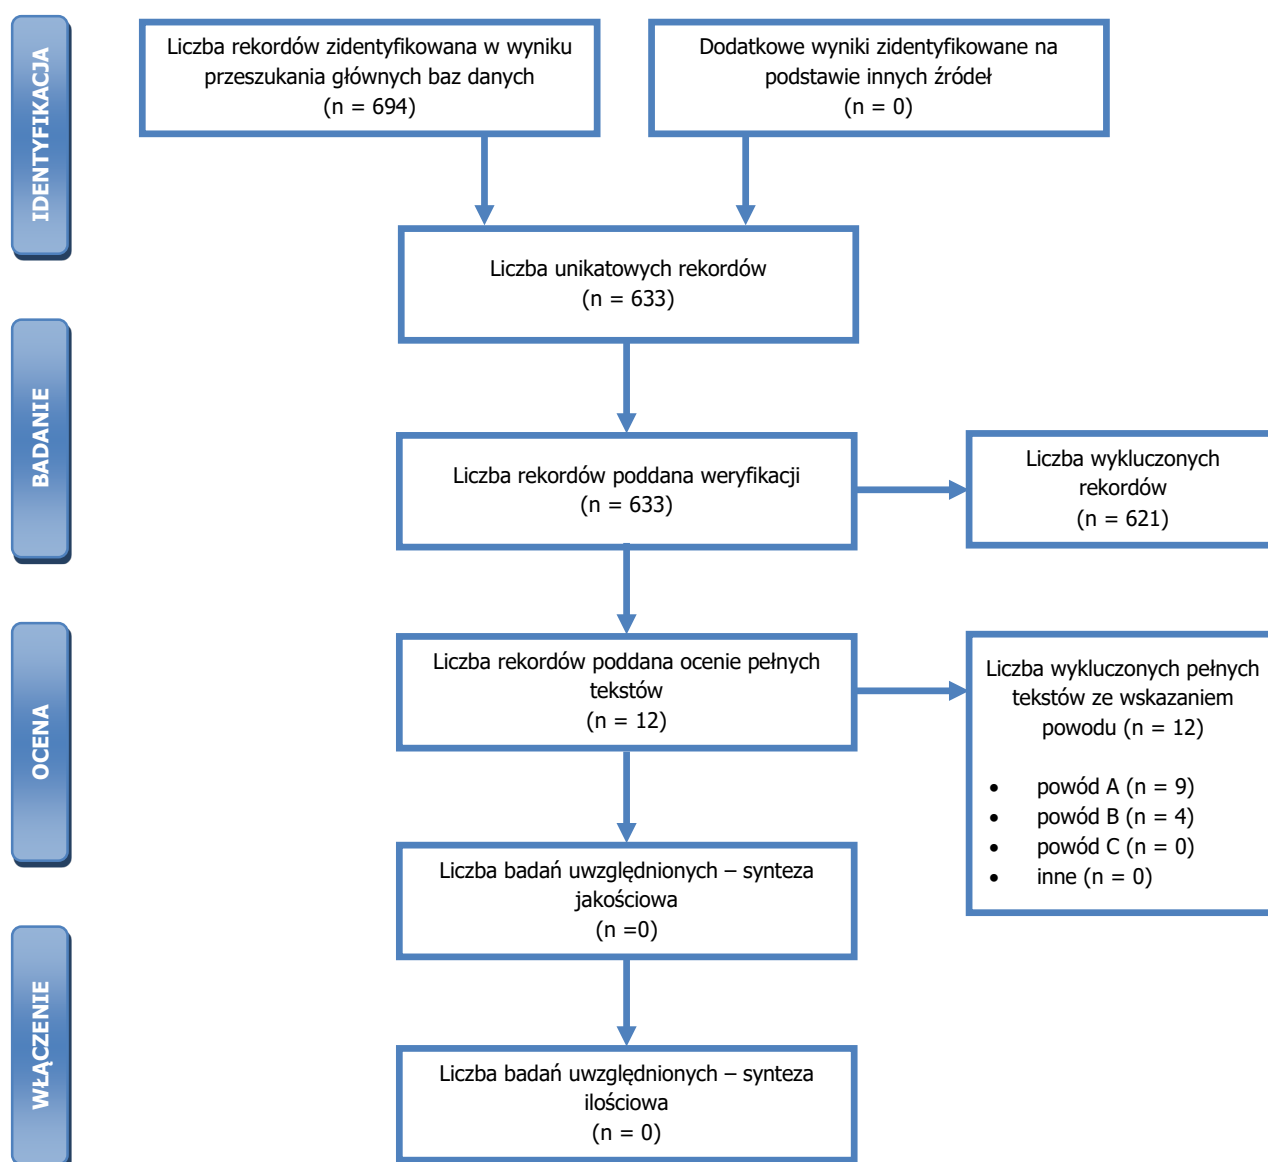 IDENTYFIKACJA
Liczba rekordów zidentyfikowana w wyniku
przeszukania głównych baz danych
(n = 694)
Dodatkowe wyniki zidentyfikowane na
podstawie innych źródeł
(n = 0)
Liczba unikatowych rekordów
(n = 633)
BADANIE
Liczba rekordów poddana weryfikacji
(n = 633)
Liczba wykluczonych
rekordów
(n = 621)
OCENA
Liczba rekordów poddana ocenie pełnych
tekstów
(n = 12)
Liczba wykluczonych pełnych
tekstów ze wskazaniem
powodu (n = 12)
• powód A (n = 9)
• powód B (n = 4)
• powód C (n = 0)
• inne (n = 0)
Liczba badań uwzględnionych – synteza
jakościowa
(n =0)
WŁĄCZENIE
Liczba badań uwzględnionych – synteza
ilościowa
(n = 0)